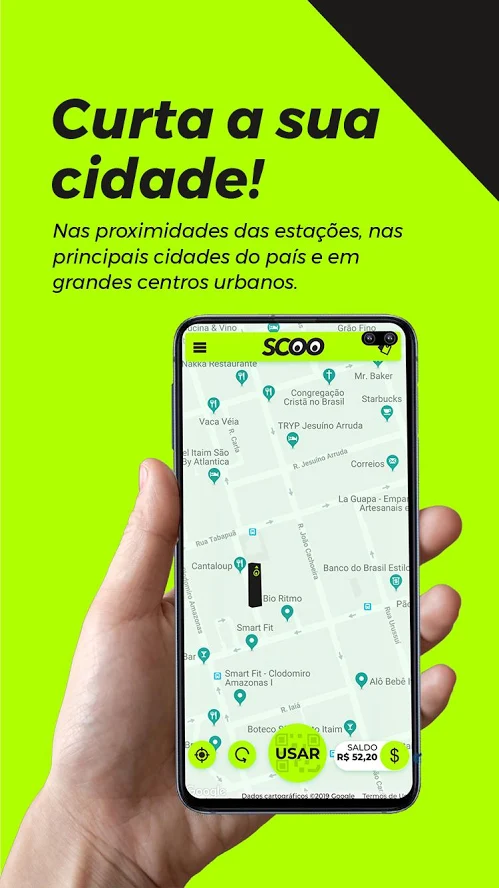 Curta a sua
cidade!
Nas proximidades das estações, nas
principais cidades do país e em
grandes centros urbanos.
ucina & Vino
Grão Fino
SCOO
Nakka Restaurante
Mr. Baker
Congregação
Cristã no Brasil
Starbucks
Vaca Véia
R. Carla
TRYP Jesuíno Arruda
el Itaim São
By Atlantica
R. Jesuíno Arruda
Correios
La Guapa - Empan
Artesanais e
Rua Tabapuã
R. João Cachoeira
Cantaloup
Banco do Brasil Estilo
Clodomiro Amazonas
Bio Ritmo
Pão
Rua Urussuí
Smart Fit
Bar
Smart Fit - Clodomiro
Amazonas I
Alô Bebê I
R. Iaiá
Boteco São Bento Itaim
USAR
SALDO
R$ 52,20
$
Google
Dados cartográficos ©2019 Google
Termos de U